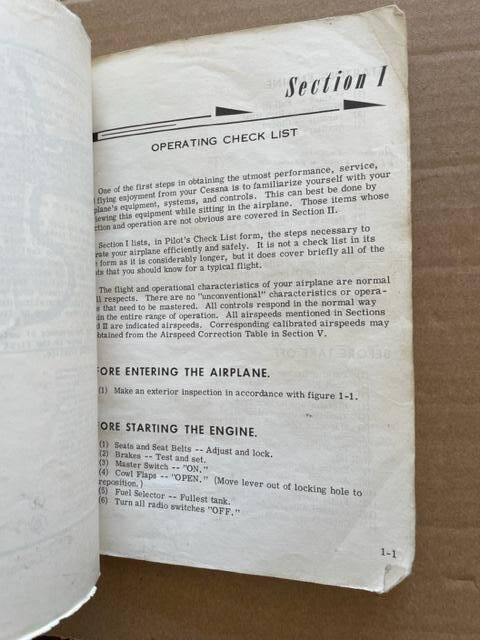 Section I
OPERATING CHECK LIST
One of the first steps in obtaining the utmost performance, service,
flying enjoyment from your Cessna is to familiarize yourself with your
plane's equipment, systems, and controls. This can best be done by
iewing this equipment while sitting in the airplane. Those items whose
ction and operation are not obvious are covered in Section II.
Section I lists, in Pilot's Check List form, the steps necessary to
rate your airplane efficiently and safely. It is not a check list in its
form as it is considerably longer, but it does cover briefly all of the
ts that you should know for a typical flight.
The flight and operational characteristics of your airplane are normal
ll respects. There are no "unconventional" characteristics or opera-
s that need to be mastered. All controls respond in the normal way
in the entire range of operation. All airspeeds mentioned in Sections
d III are indicated airspeeds. Corresponding calibrated airspeeds may
btained from the Airspeed Correction Table in Section V.
FORE ENTERING THE AIRPLANE.
(1) Make an exterior inspection in accordance with figure 1-1.
ORE STARTING THE ENGINE.
(1) Seats and Seat Belts -- Adjust and lock.
(2) Brakes -- Test and set.
(3) Master Switch -- "ON."
(4) Cowl Flaps -- "OPEN." (Move lever out of locking hole to
reposition.)
(5) Fuel Selector -- Fullest tank.
(6) Turn all radio switches "OFF."
1-1